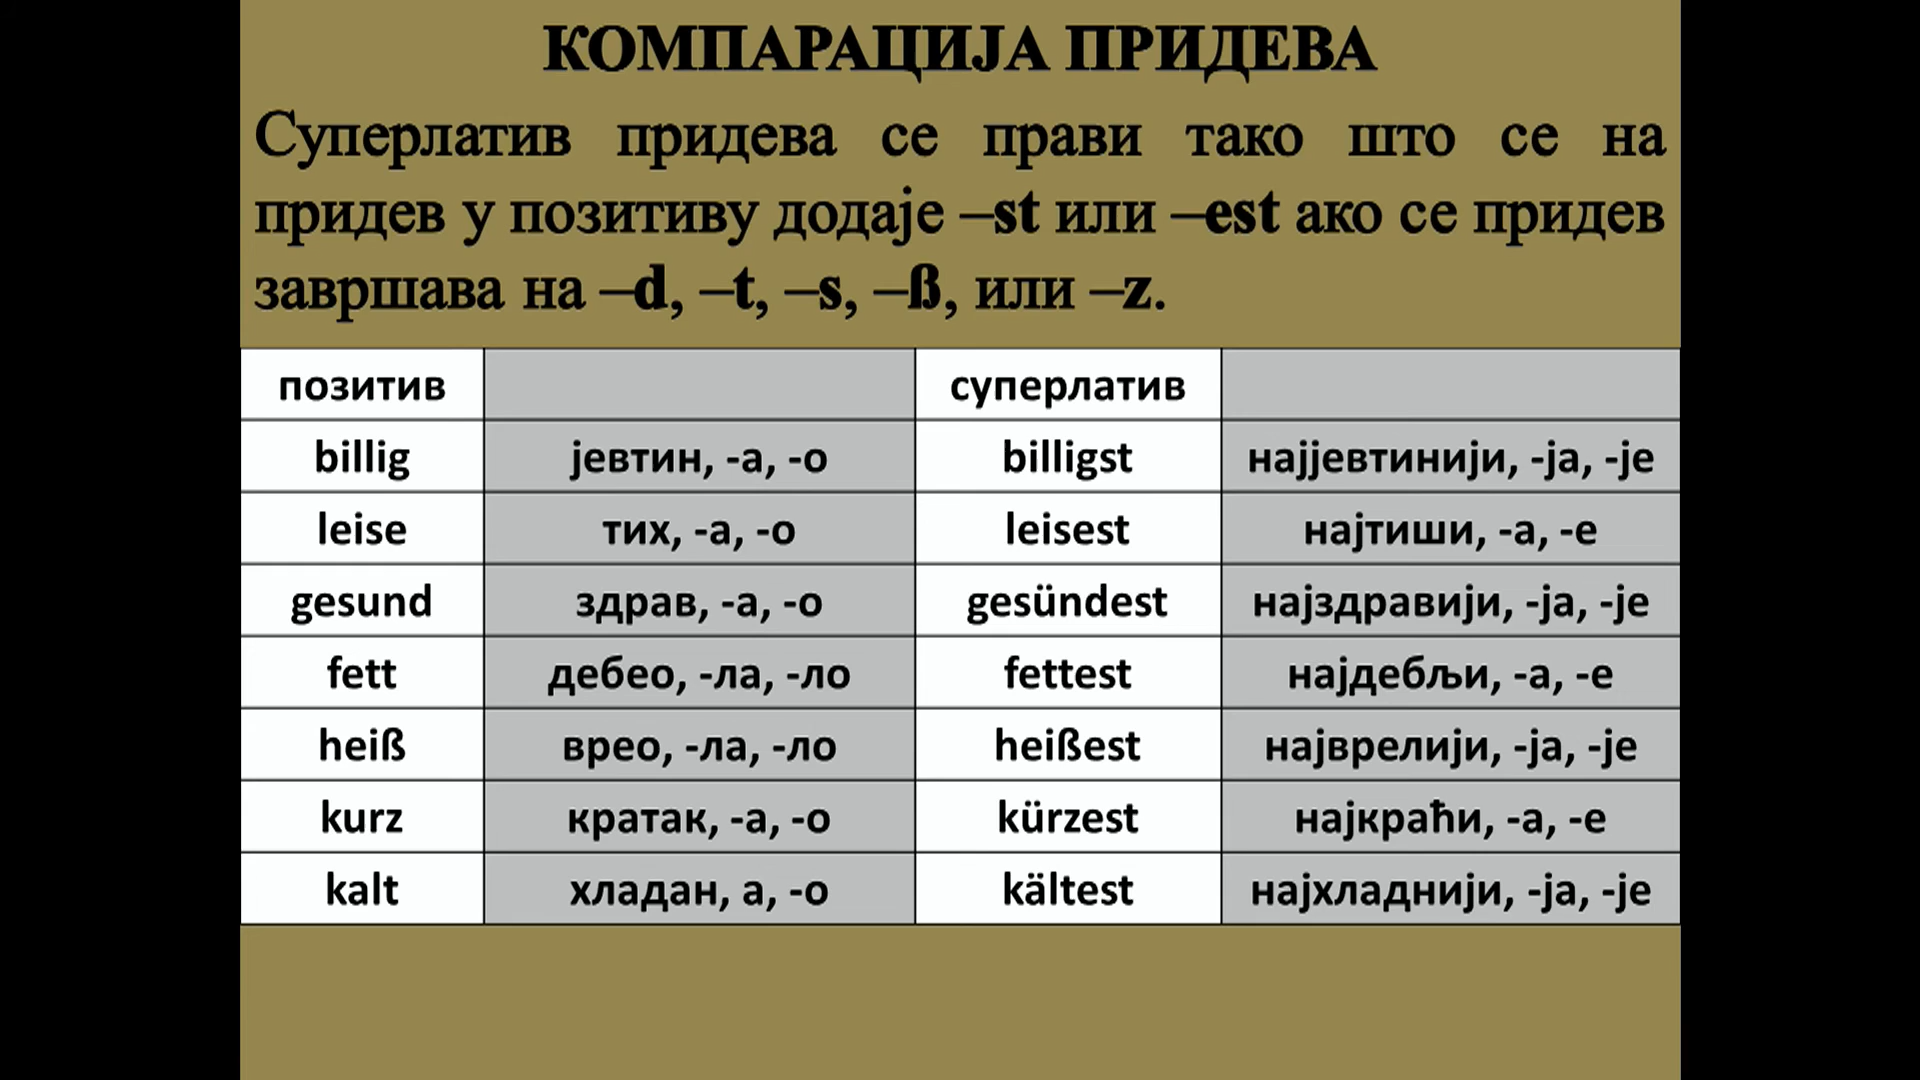 КОМПАРАЦИЈА ПРИДЕВА
Суперлатив придева се прави тако што се на
придев у позитиву додаје –st или –est ако се придев
завршава на –d, –t, –s, –ß, или –z.
позитив суперлатив
billig јевтин, -а, -о billigst најјевтинији, -ја, -је
leise тих, -а, -о leisest најтиши, -а, -е
gesund здрав, -а, -о gesündest најздравији, -ја, -је
fett дебео, -ла, -ло fettest најдебљи, -а, -е
heiß врео, -ла, -ло heißest најврелији, -ја, -је
kurz кратак, -а, -о kürzest најкраћи, -а, -е
kalt хладан, а, -о kältest најхладнији, -ја, -је